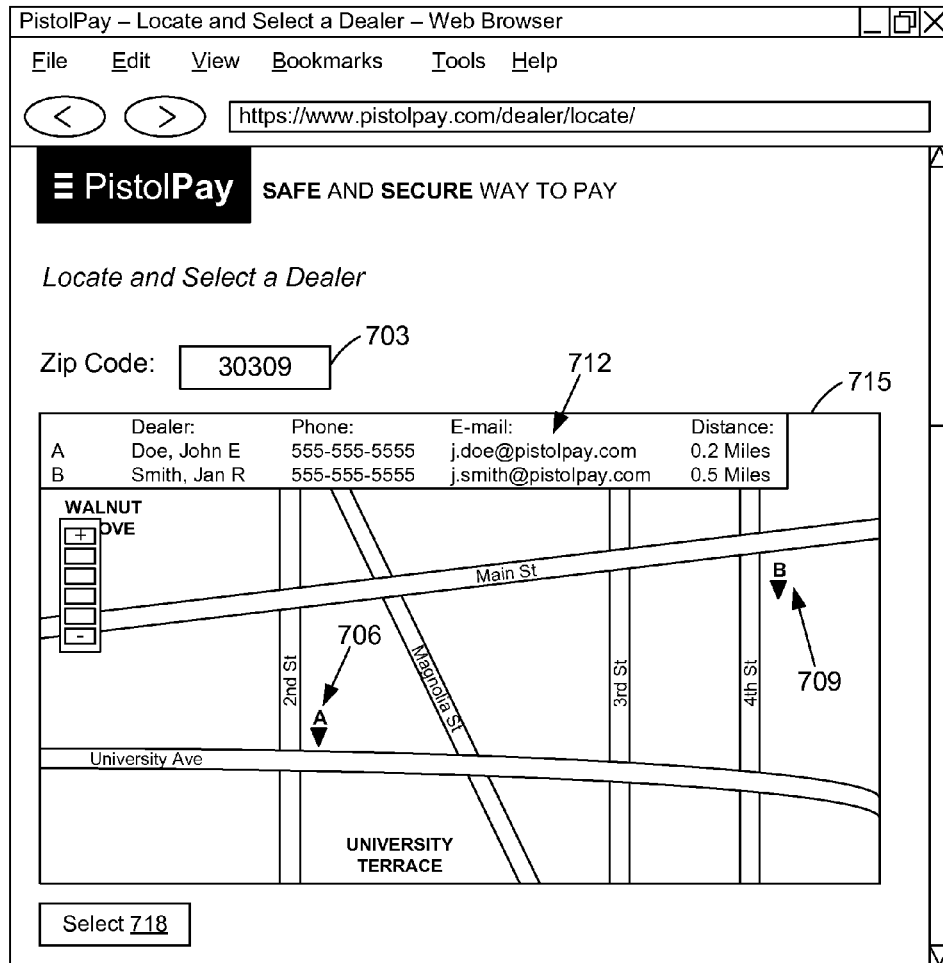 PistolPay – Locate and Select a Dealer – Web Browser
File Edit View Bookmarks Tools Help
< > https://www.pistolpay.com/dealer/locate/
PistolPay SAFE AND SECURE WAY TO PAY
Locate and Select a Dealer
703
Zip Code: 30309
712
715
Dealer: Phone: E-mail: Distance:
A Doe, John E 555-555-5555 j.doe@pistolpay.com 0.2 Miles
B Smith, Jan R 555-555-5555 j.smith@pistolpay.com 0.5 Miles
WALNUT
OVE
+
-
Main St
B
706
709
2nd St
Magnolia St
3rd St
4th St
A
University Ave
UNIVERSITY
TERRACE
Select 718